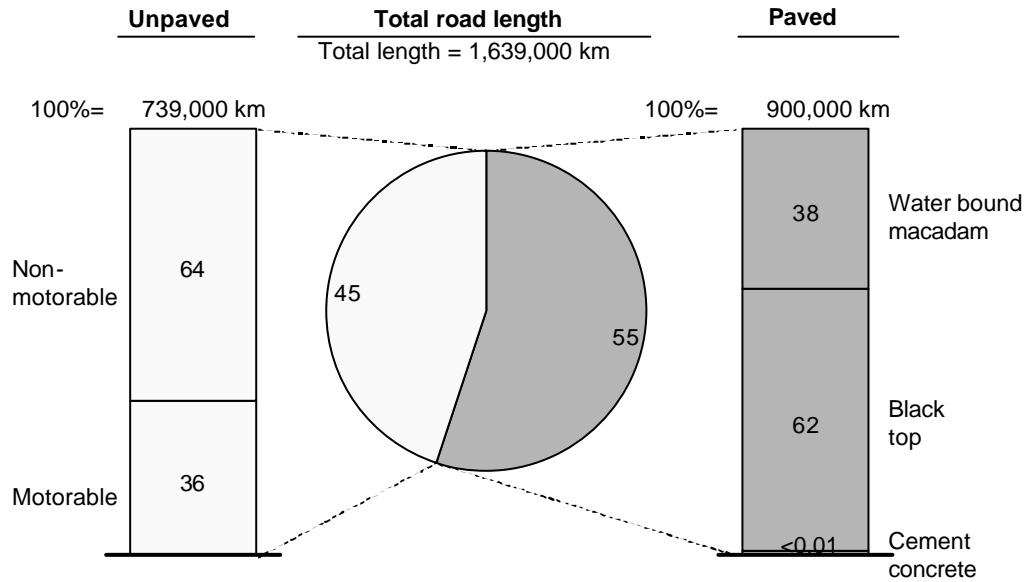 Unpaved
Total road length
Paved
Total length = 1,639,000 km
100%= 739,000 km
100%= 900,000 km
Non-
motorable
64
Motorable
36
45
55
38
Water bound
macadam
62
Black
top
<0.01
Cement
concrete